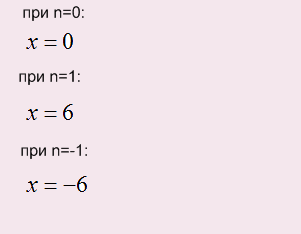 при n=0:
x = 0
при n=1:
x = 6
при n=-1:
x = −6